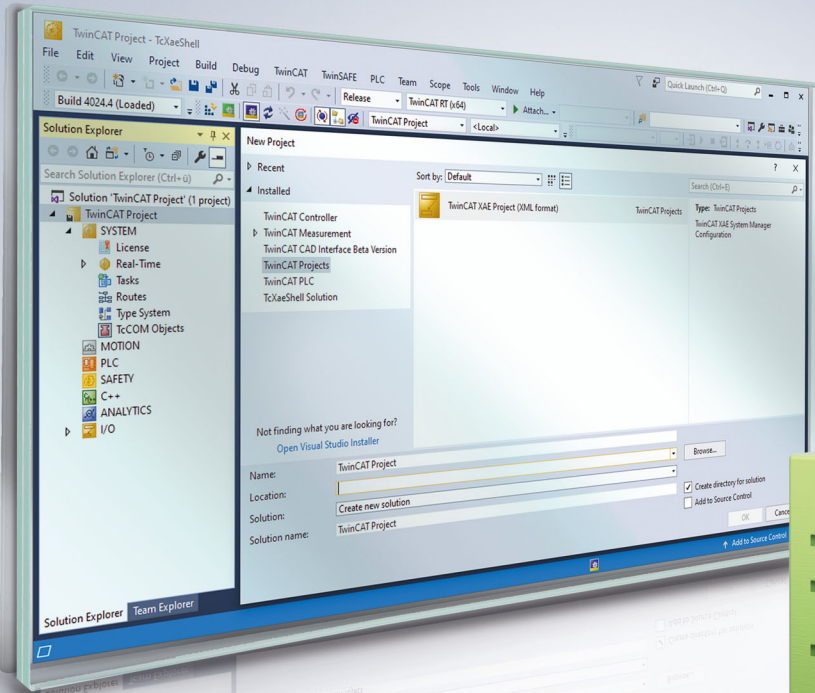 TwinCAT Project - TcXaeShell
File Edit View Project Build Debug TwinCAT TwinSAFE PLC Team Scope Tools Window Help
Quick Launch (Ctrl+Q)
Release TwinCAT RT (x64) Attach...
Build 4024.4 (Loaded) TwinCAT Project <Local>
Solution Explorer
Search Solution Explorer (Ctrl+ü)
Solution 'TwinCAT Project' (1 project)
TwinCAT Project
SYSTEM
License
Real-Time
Tasks
Routes
Type System
TcCOM Objects
MOTION
PLC
SAFETY
C++
ANALYTICS
I/O
Solution Explorer Team Explorer
New Project
? X
Recent
Installed
TwinCAT Controller
TwinCAT Measurement
TwinCAT CAD Interface Beta Version
TwinCAT Projects
TwinCAT PLC
TcXaeShell Solution
Not finding what you are looking for?
Open Visual Studio Installer
Sort by: Default
TwinCAT XAE Project (XML format) TwinCAT Projects
Search (Ctrl+E)
Type: TwinCAT Projects
TwinCAT XAE System Manager
Configuration
Name: TwinCAT Project
Location:
Browse...
Solution: Create new solution
Solution name: TwinCAT Project
Create directory for solution
Add to Source Control
OK Cance
Add to Source Control